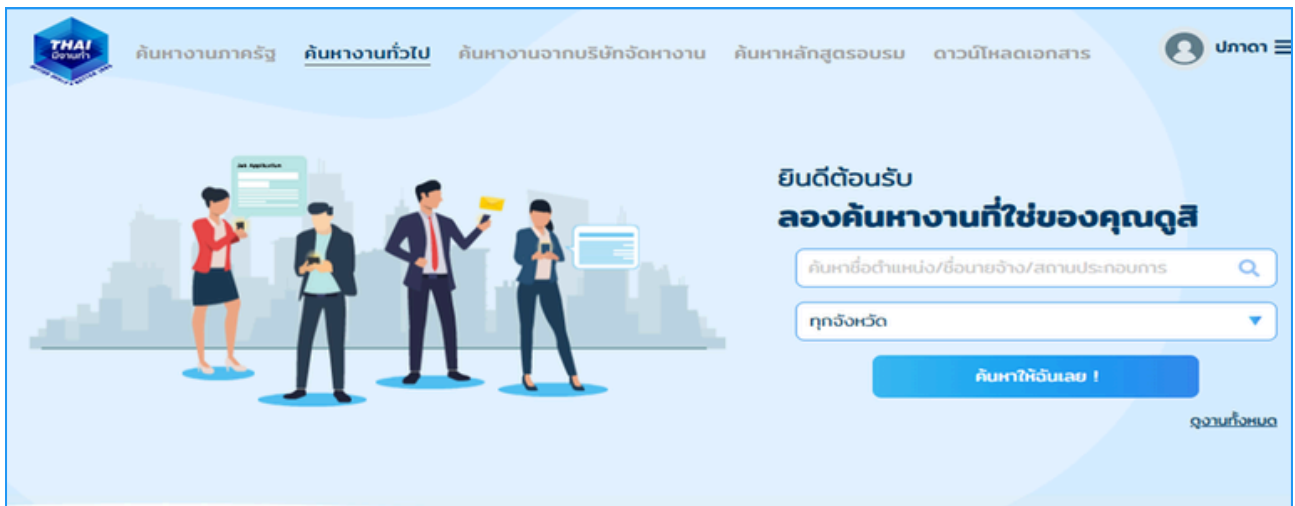 THAI
มีงานทำ
ค้นหางานภาครัฐ
ค้นหางานทั่วไป
ค้นหางานจากบริษัทจัดหางาน
ค้นหาหลักสูตรอบรม
ดาวน์โหลดเอกสาร
ปภาดา
Job Application
ยินดีต้อนรับ
ลองค้นหางานที่ใช่ของคุณดูสิ
ค้นหาชื่อตำแหน่ง/ชื่อนายจ้าง/สถานประกอบการ
ทุกจังหวัด
ค้นหาให้ฉันเลย !
ดูงานทั้งหมด